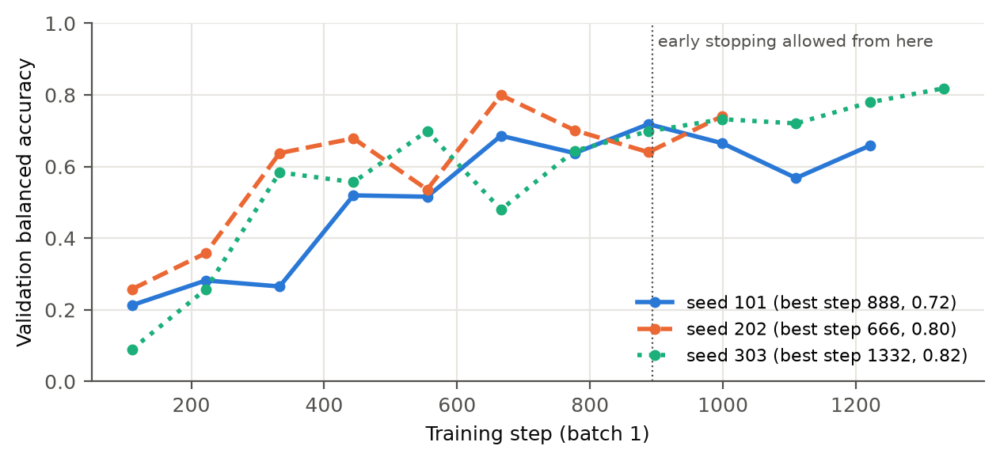 1.0
0.8
0.6
0.4
0.2
0.0
Validation balanced accuracy
early stopping allowed from here
seed 101 (best step 888, 0.72)
seed 202 (best step 666, 0.80)
seed 303 (best step 1332, 0.82)
200 400 600 800 1000 1200
Training step (batch 1)